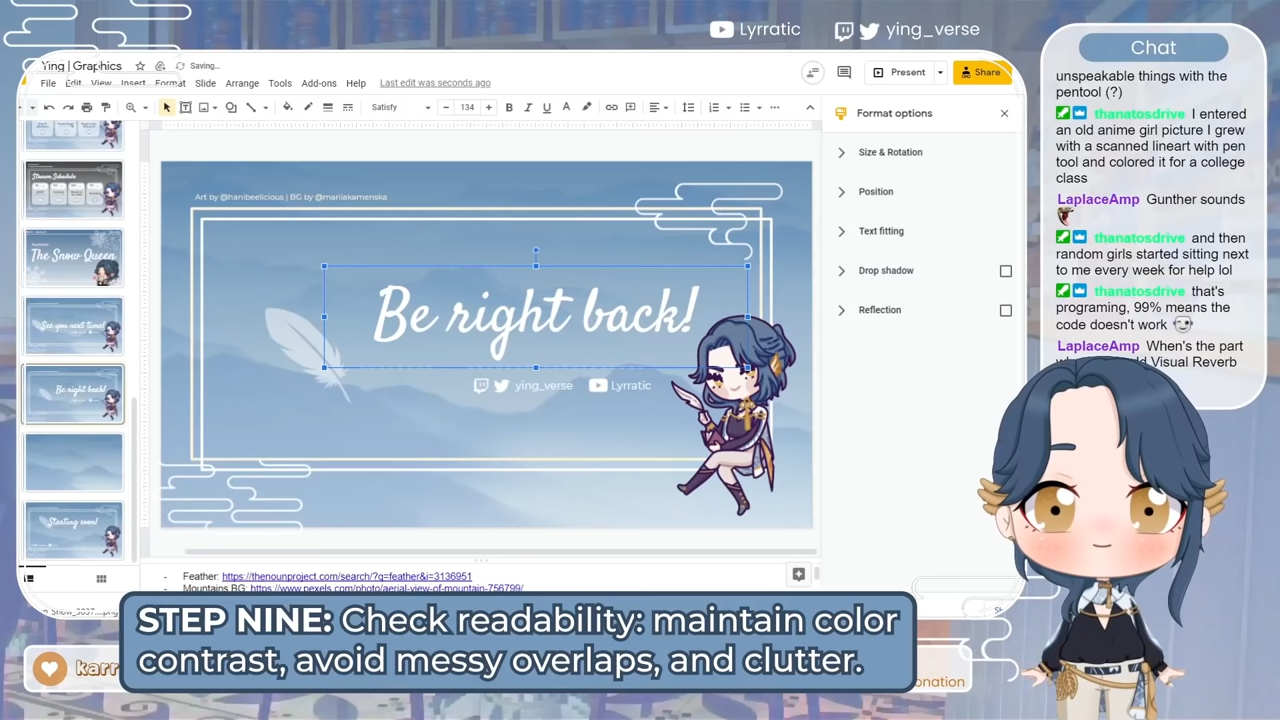 Lyrratic
ying_verse
Ying | Graphics
Saving...
File Edit View Insert Format Slide Arrange Tools Add-ons Help Last edit was seconds ago
Present
Share
Satisfy
134
B I U A
Format options
Size & Rotation
Position
Text fitting
Drop shadow
Reflection
Stream Schedule
The Snow Queen
See you next time!
Be right back!
Starting soon!
Art by @hanibeelicious | BG by @mariiakamenska
Be right back!
ying_verse Lyrratic
- Feather: https://thenounproject.com/search/?q=feather&i=3136951
- Mountains BG: https://www.pexels.com/photo/aerial-view-of-mountain-756799/
Chat
unspeakable things with the
pentool (?)
thanatosdrive I entered
an old anime girl picture I grew
with a scanned lineart with pen
tool and colored it for a college
class
LaplaceAmp Gunther sounds
thanatosdrive and then
random girls started sitting next
to me every week for help lol
thanatosdrive that's
programing, 99% means the
code doesn't work
LaplaceAmp When's the part
Visual Reverb
STEP NINE: Check readability: maintain color
contrast, avoid messy overlaps, and clutter.